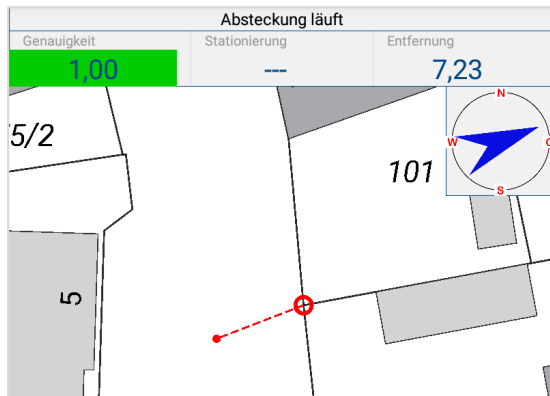 Absteckung läuft
Genauigkeit Stationierung Entfernung
1,00 --- 7,23
5/2
N
W
S
101
5